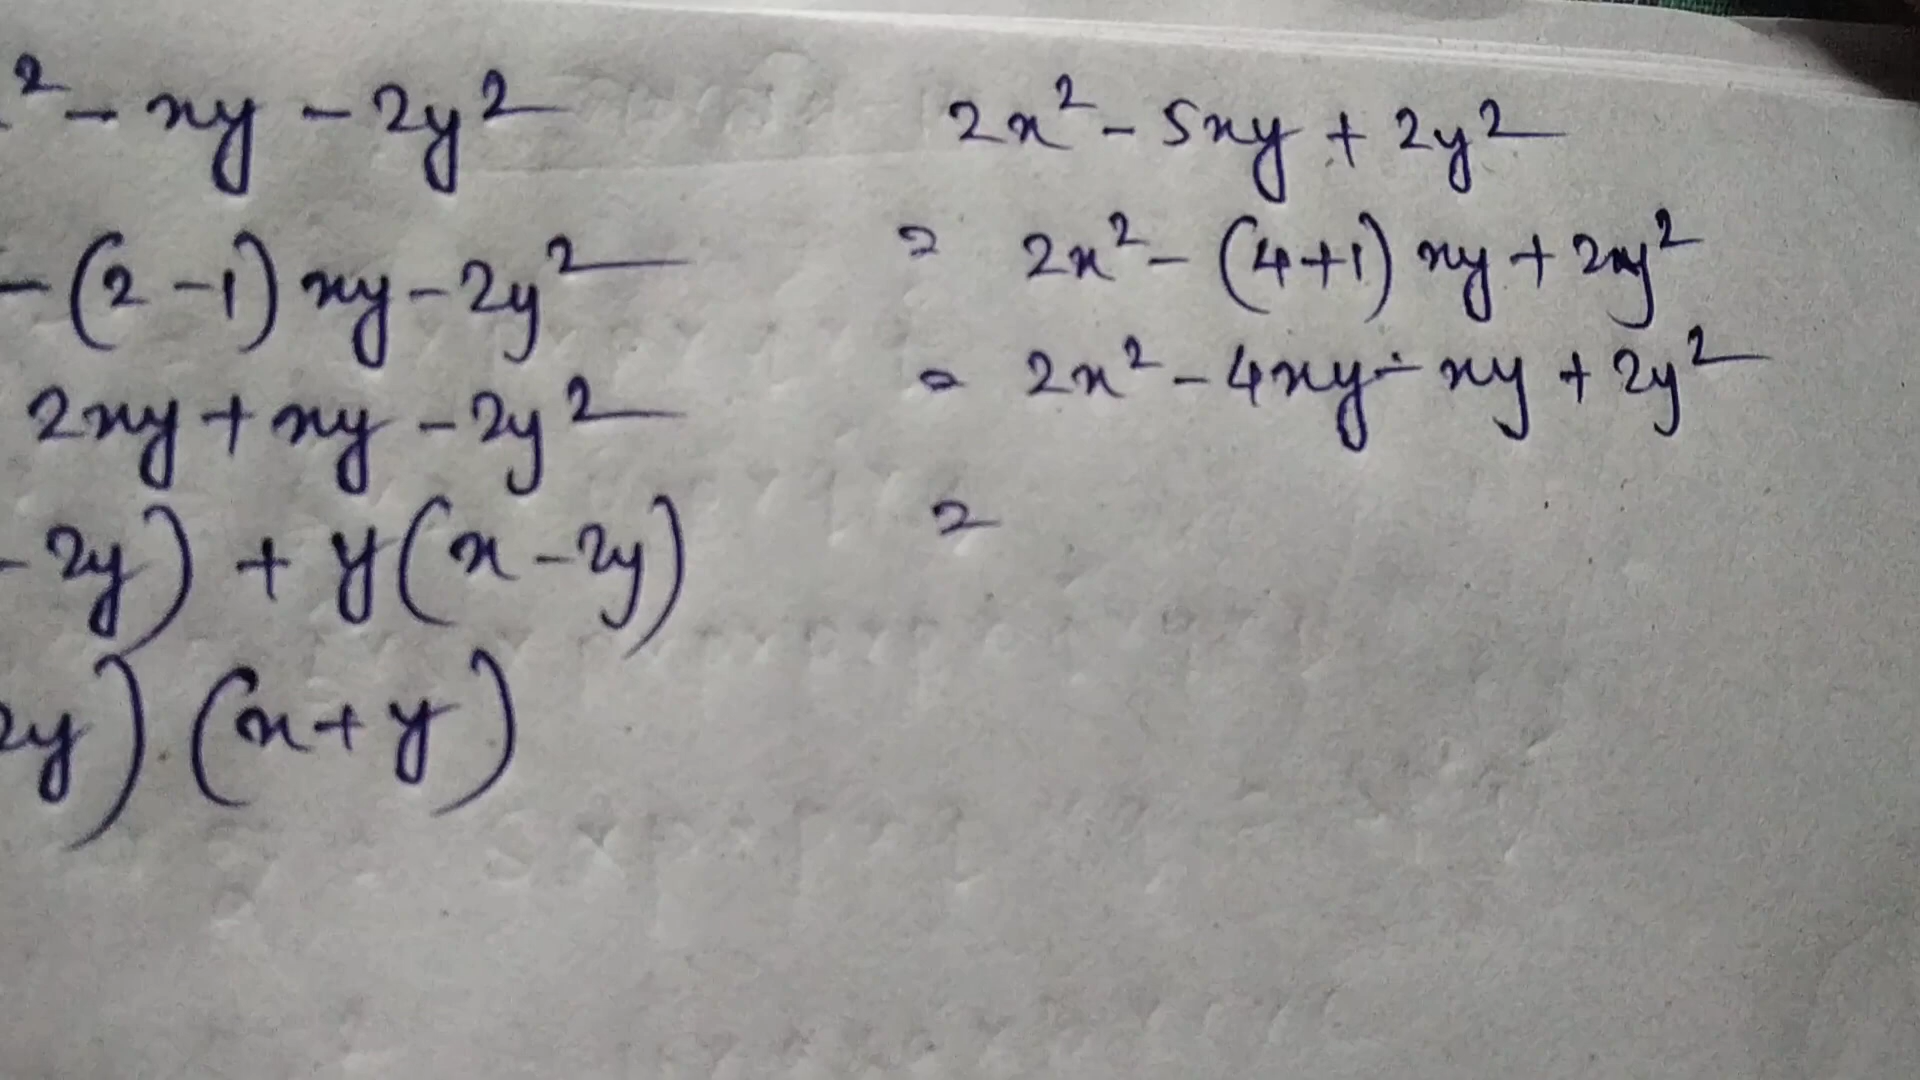 ² - xy - 2y²
- (2 - 1) xy - 2y²
2xy + xy - 2y²
- 2y) + y(x - 2y)
2y) (x + y)
2x² - 5xy + 2y²
= 2x² - (4+1) xy + 2y²
= 2x² - 4xy - xy + 2y²
=